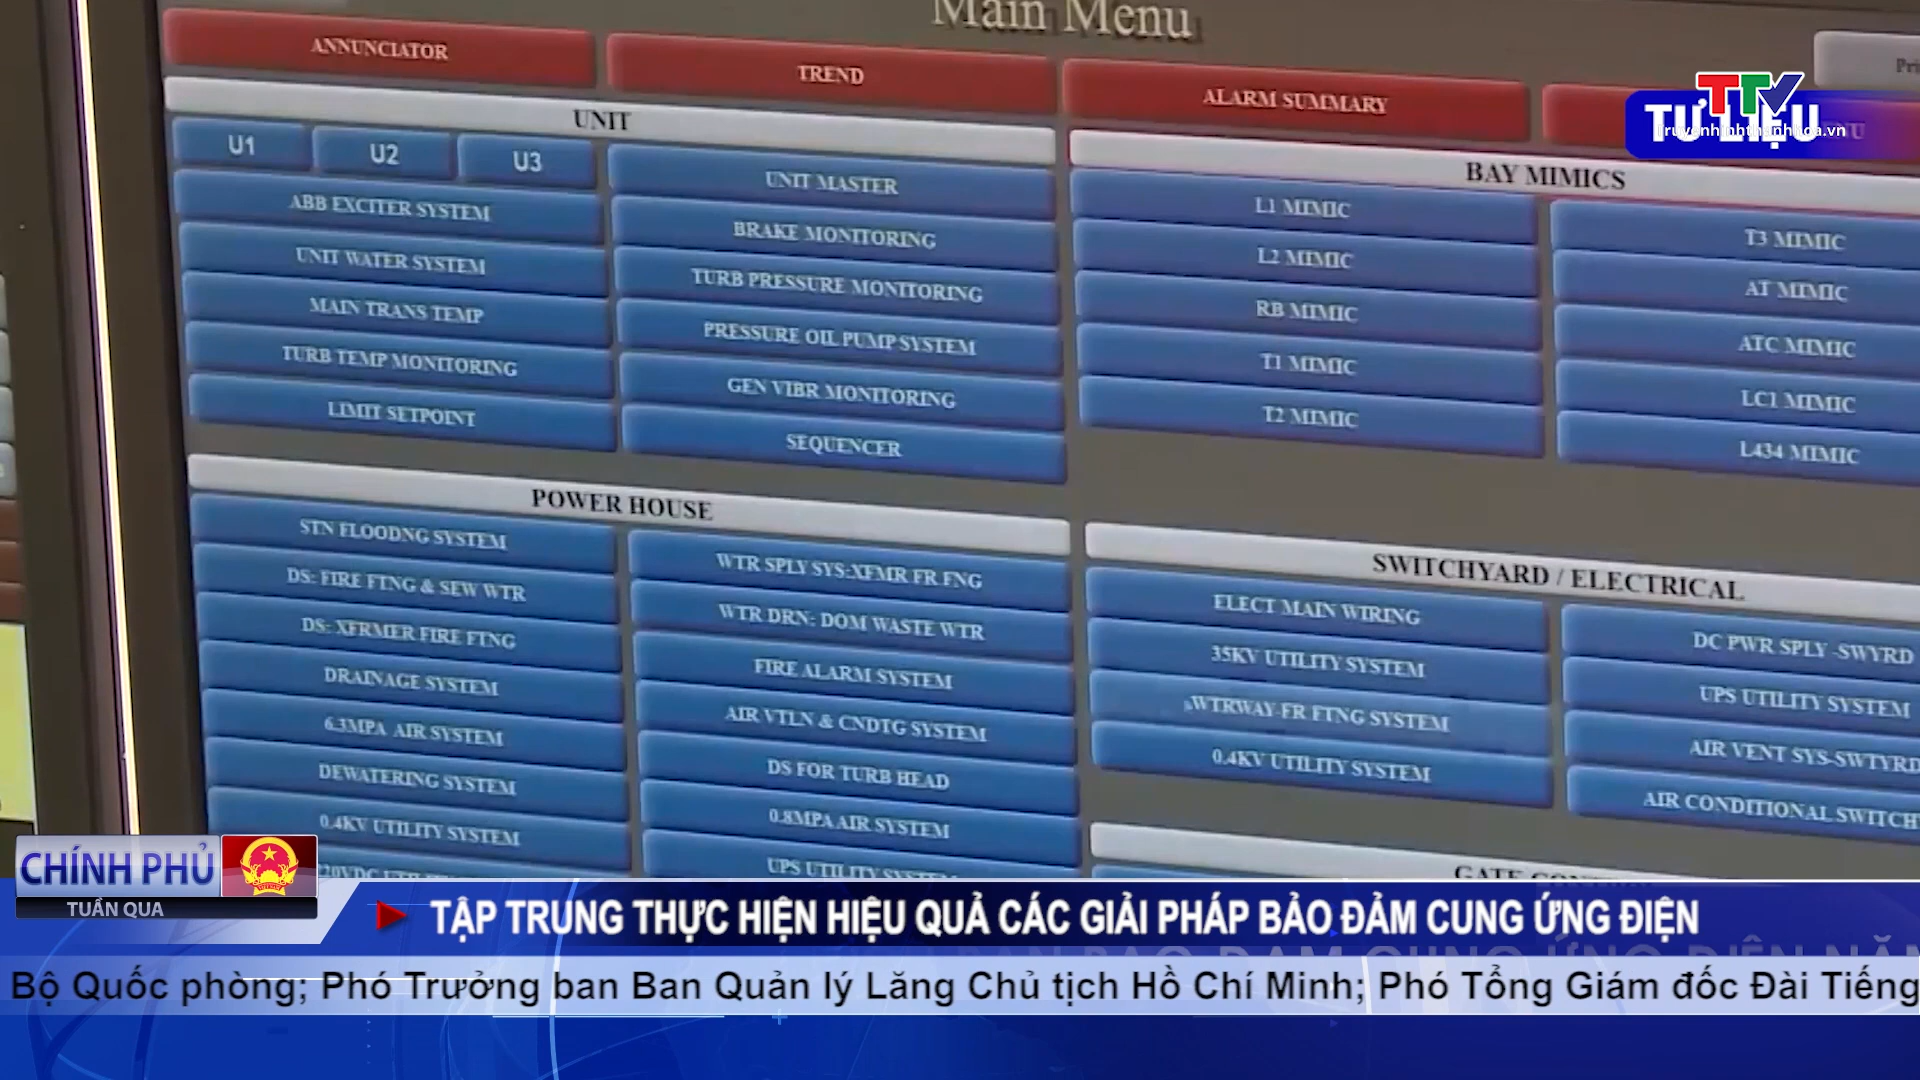 Main Menu
ANNUNCIATOR
TREND
ALARM SUMMARY
TTV
TƯ LIỆU
UNIT
U1
U2
U3
UNIT MASTER
ABB EXCITER SYSTEM
BRAKE MONITORING
UNIT WATER SYSTEM
TURB PRESSURE MONITORING
MAIN TRANS TEMP
PRESSURE OIL PUMP SYSTEM
TURB TEMP MONITORING
GEN VIBR MONITORING
LIMIT SETPOINT
SEQUENCER
BAY MIMICS
L1 MIMIC
T3 MIMIC
L2 MIMIC
AT MIMIC
RB MIMIC
ATC MIMIC
T1 MIMIC
LC1 MIMIC
T2 MIMIC
L434 MIMIC
POWER HOUSE
STN FLOODNG SYSTEM
WTR SPLY SYS:XFMR FR FNG
DS: FIRE FTNG & SEW WTR
WTR DRN: DOM WASTE WTR
DS: XFRMER FIRE FTNG
FIRE ALARM SYSTEM
DRAINAGE SYSTEM
AIR VTLN & CNDTG SYSTEM
6.3MPA AIR SYSTEM
DS FOR TURB HEAD
DEWATERING SYSTEM
0.8MPA AIR SYSTEM
0.4KV UTILITY SYSTEM
UPS UTILITY SYSTEM
SWITCHYARD / ELECTRICAL
ELECT MAIN WIRING
DC PWR SPLY -SWYRD
35KV UTILITY SYSTEM
UPS UTILITY SYSTEM
WTRWAY-FR FTNG SYSTEM
AIR VENT SYS-SWTYRD
0.4KV UTILITY SYSTEM
AIR CONDITIONAL SWITCH
CHÍNH PHỦ
TUẦN QUA
TẬP TRUNG THỰC HIỆN HIỆU QUẢ CÁC GIẢI PHÁP BẢO ĐẢM CUNG ỨNG ĐIỆN
Bộ Quốc phòng; Phó Trưởng ban Ban Quản lý Lăng Chủ tịch Hồ Chí Minh; Phó Tổng Giám đốc Đài Tiếng